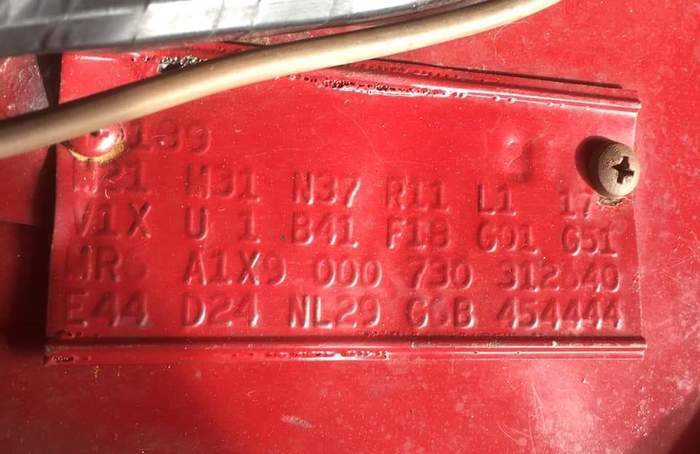 M31 N37 R11 L1 17
V1X U 1 B41 F18 G01 G51
A1X9 000 730 312640
E44 D24 NL29 G6B 454444